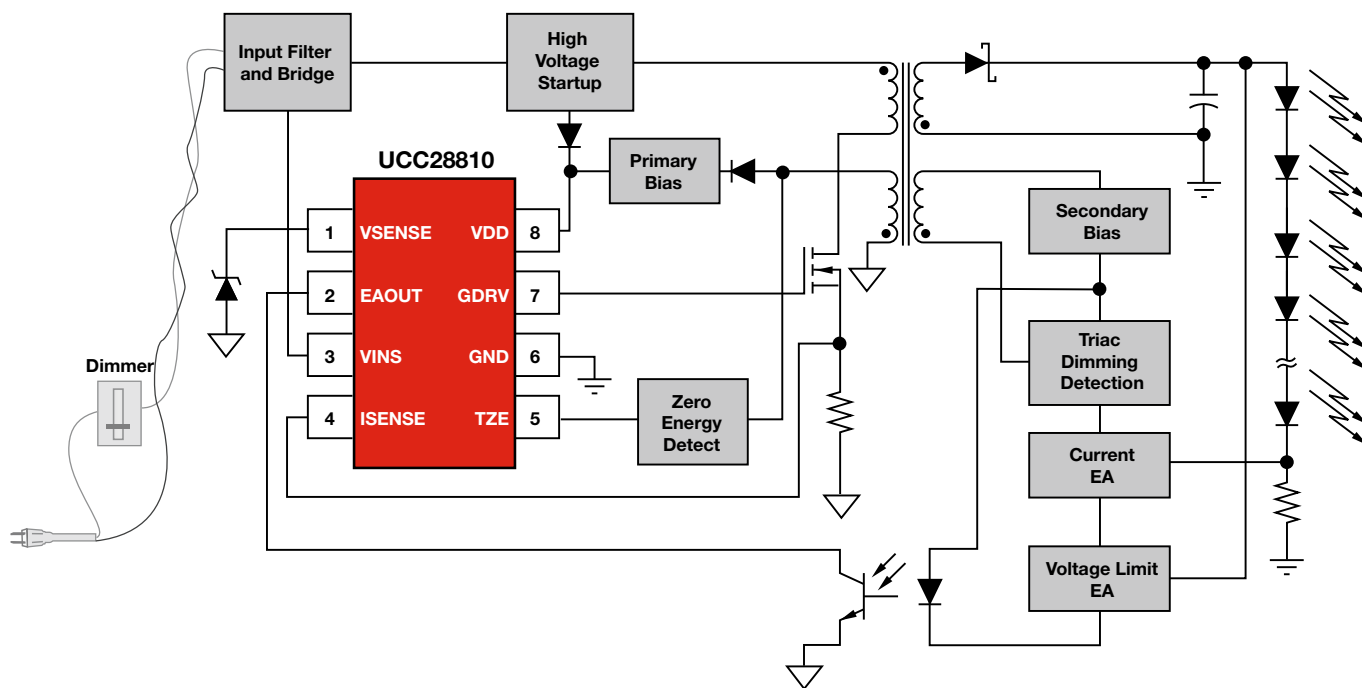 Input Filter
and Bridge
High
Voltage
Startup
UCC28810
Primary
Bias
1 VSENSE VDD 8
2 EAOUT GDRV 7
3 VINS GND 6
4 ISENSE TZE 5
Dimmer
Zero
Energy
Detect
Secondary
Bias
Triac
Dimming
Detection
Current
EA
Voltage Limit
EA